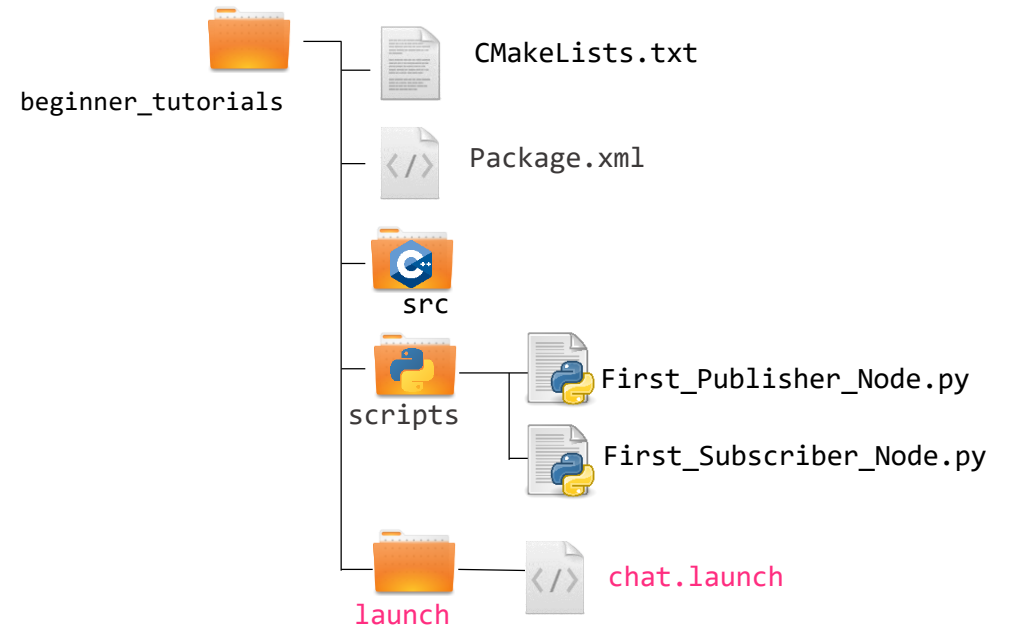 beginner_tutorials
CMakeLists.txt
Package.xml
</>
C++
src
scripts
First_Publisher_Node.py
First_Subscriber_Node.py
launch
</>
chat.launch